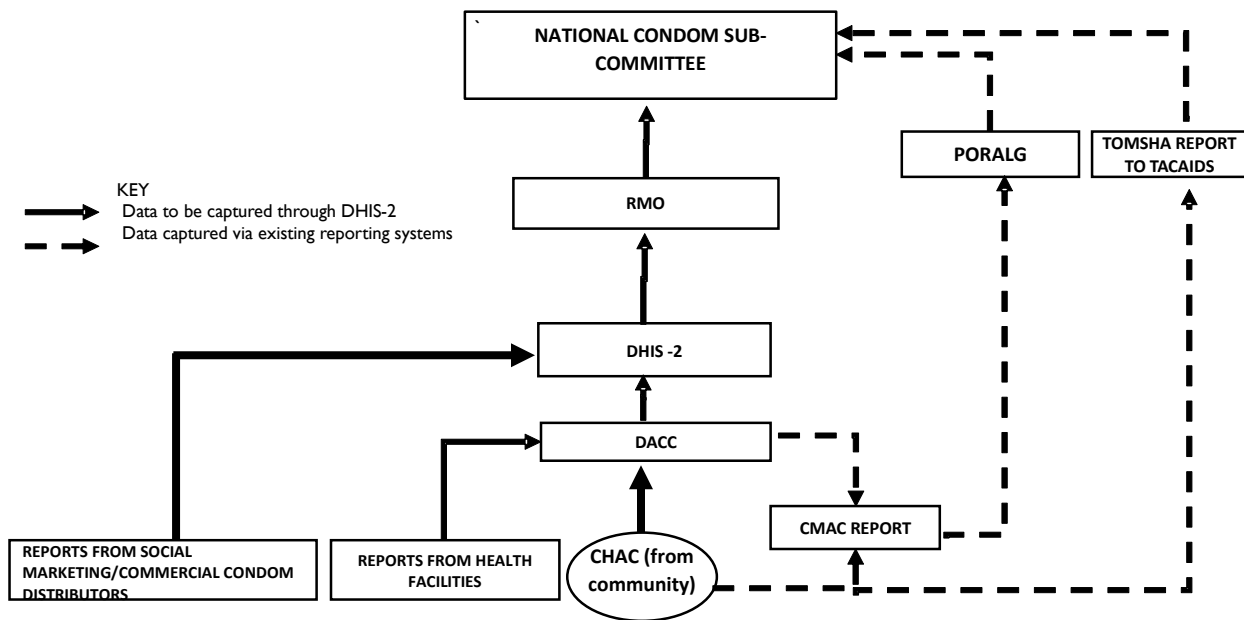 NATIONAL CONDOM SUB-
COMMITTEE
PORALG
TOMSHA REPORT
TO TACAIDS
KEY
Data to be captured through DHIS-2
Data captured via existing reporting systems
RMO
DHIS -2
DACC
CMAC REPORT
REPORTS FROM SOCIAL
MARKETING/COMMERCIAL CONDOM
DISTRIBUTORS
REPORTS FROM HEALTH
FACILITIES
CHAC (from
community)